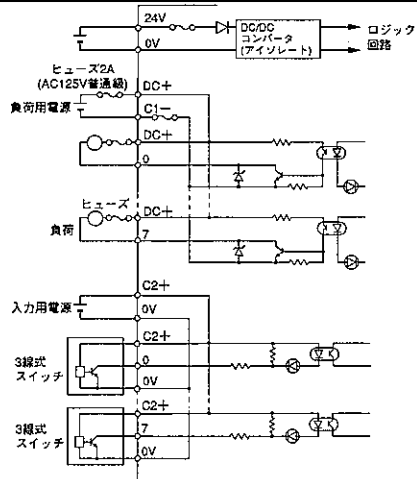 24V
0V
DC/DC
コンバータ
(アイソレート)
ロジック
回路
ヒューズ2A
(AC125V普通級)
負荷用電源
DC+
C1-
DC+
0
ヒューズ
負荷
DC+
7
C2+
入力用電源
0V
C2+
3線式
スイッチ
0
0V
C2+
3線式
スイッチ
7
0V